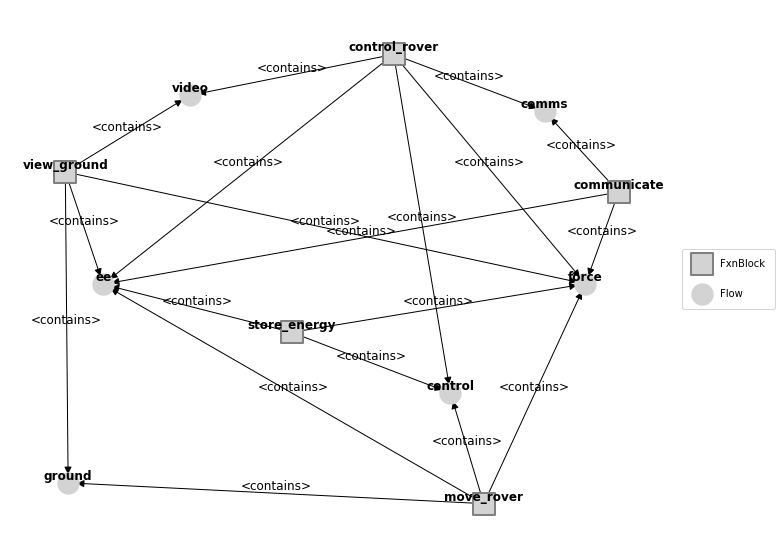 control_rover
<contains>
<contains>
video
comms
<contains>
<contains>
<contains>
<contains>
view_ground
communicate
<contains>
<contains>
<contains>
<contains>
<contains>
FxnBlock
ee
force
Flow
<contains>
<contains>
<contains>
store_energy
<contains>
<contains>
control
<contains>
<contains>
ground
<contains>
move_rover